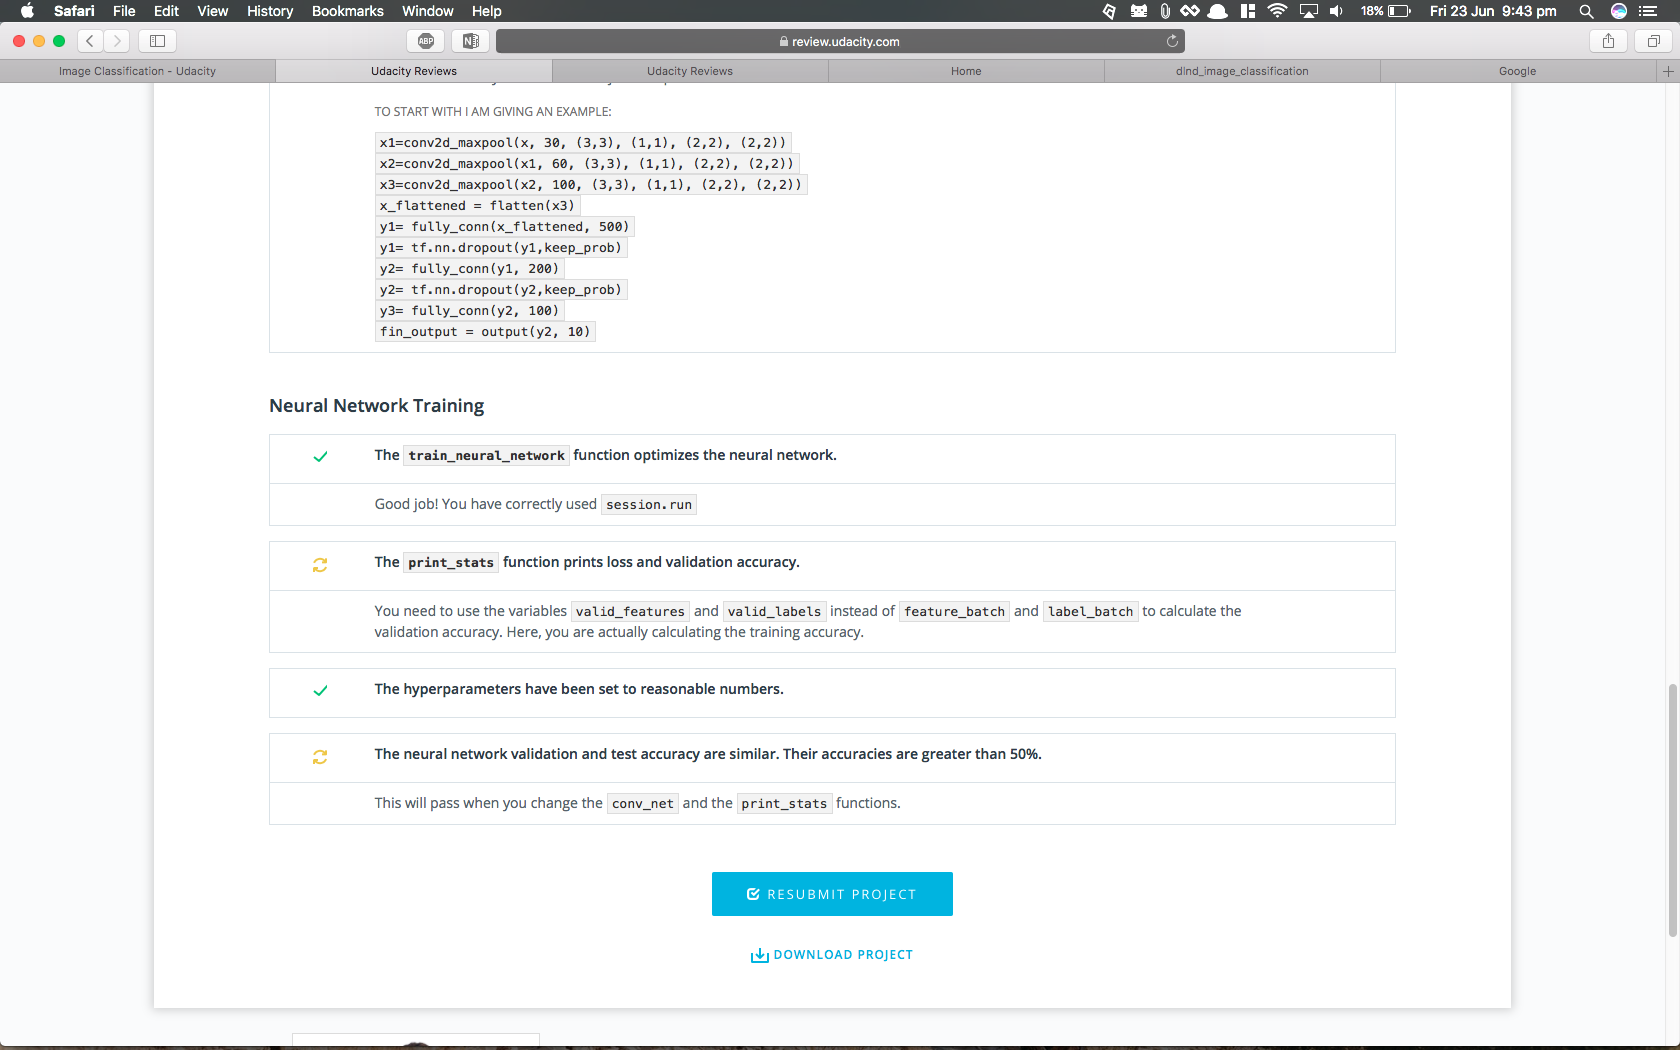 Safari File Edit View History Bookmarks Window Help 18% Fri 23 Jun 9:43 pm
ABP N review.udacity.com
Image Classification - Udacity Udacity Reviews Udacity Reviews Home dlnd_image_classification Google +
TO START WITH I AM GIVING AN EXAMPLE:
x1=conv2d_maxpool(x, 30, (3,3), (1,1), (2,2), (2,2))
x2=conv2d_maxpool(x1, 60, (3,3), (1,1), (2,2), (2,2))
x3=conv2d_maxpool(x2, 100, (3,3), (1,1), (2,2), (2,2))
x_flattened = flatten(x3)
y1= fully_conn(x_flattened, 500)
y1= tf.nn.dropout(y1,keep_prob)
y2= fully_conn(y1, 200)
y2= tf.nn.dropout(y2,keep_prob)
y3= fully_conn(y2, 100)
fin_output = output(y2, 10)
Neural Network Training
The train_neural_network function optimizes the neural network.
Good job! You have correctly used session.run
The print_stats function prints loss and validation accuracy.
You need to use the variables valid_features and valid_labels instead of feature_batch and label_batch to calculate the
validation accuracy. Here, you are actually calculating the training accuracy.
The hyperparameters have been set to reasonable numbers.
The neural network validation and test accuracy are similar. Their accuracies are greater than 50%.
This will pass when you change the conv_net and the print_stats functions.
RESUBMIT PROJECT
DOWNLOAD PROJECT